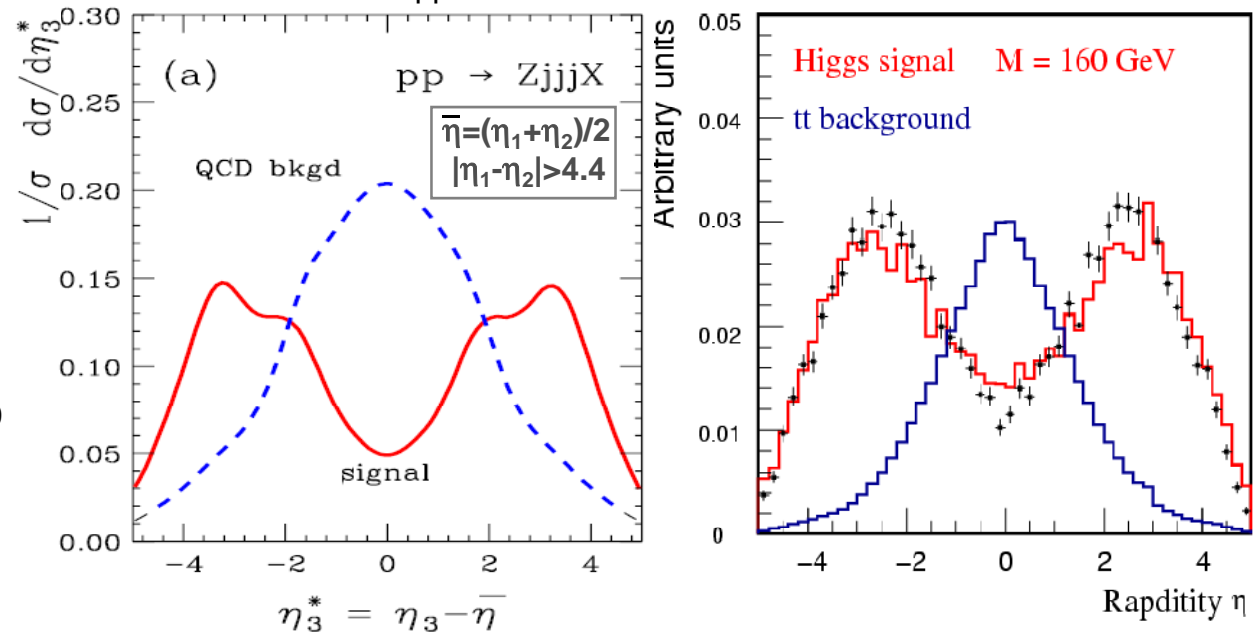 pp
1/σ dσ/dη₃*
0.30
0.25
0.20
0.15
0.10
0.05
0.00
(a)
pp → ZjjjX
η̅=(η₁+η₂)/2
|η₁-η₂|>4.4
QCD bkgd
signal
−4 −2 0 2 4
η₃* = η₃−η̅
)
Arbitrary units
0.05
0.04
0.03
0.02
0.01
0
Higgs signal M = 160 GeV
tt background
−4 −2 0 2 4
Rapditity η